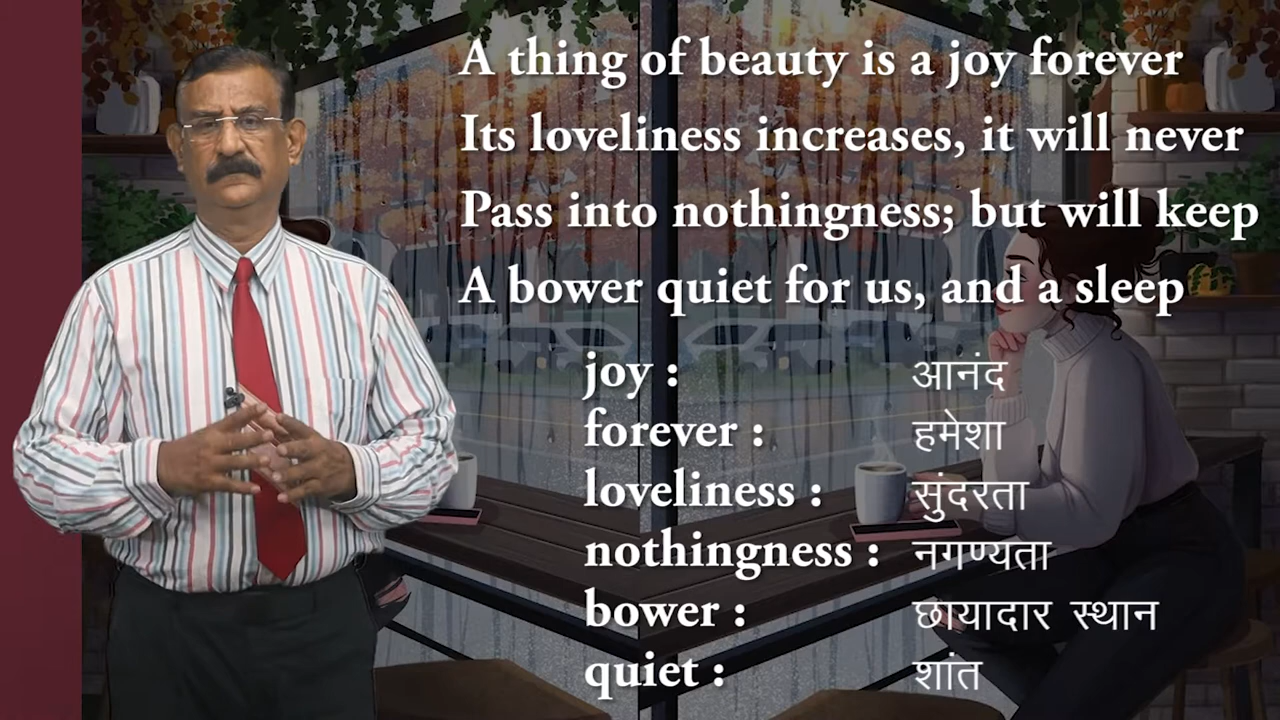 A thing of beauty is a joy forever
Its loveliness increases, it will never
Pass into nothingness; but will keep
A bower quiet for us, and a sleep
joy : आनंद
forever : हमेशा
loveliness : सुंदरता
nothingness : नगण्यता
bower : छायादार स्थान
quiet : शांत